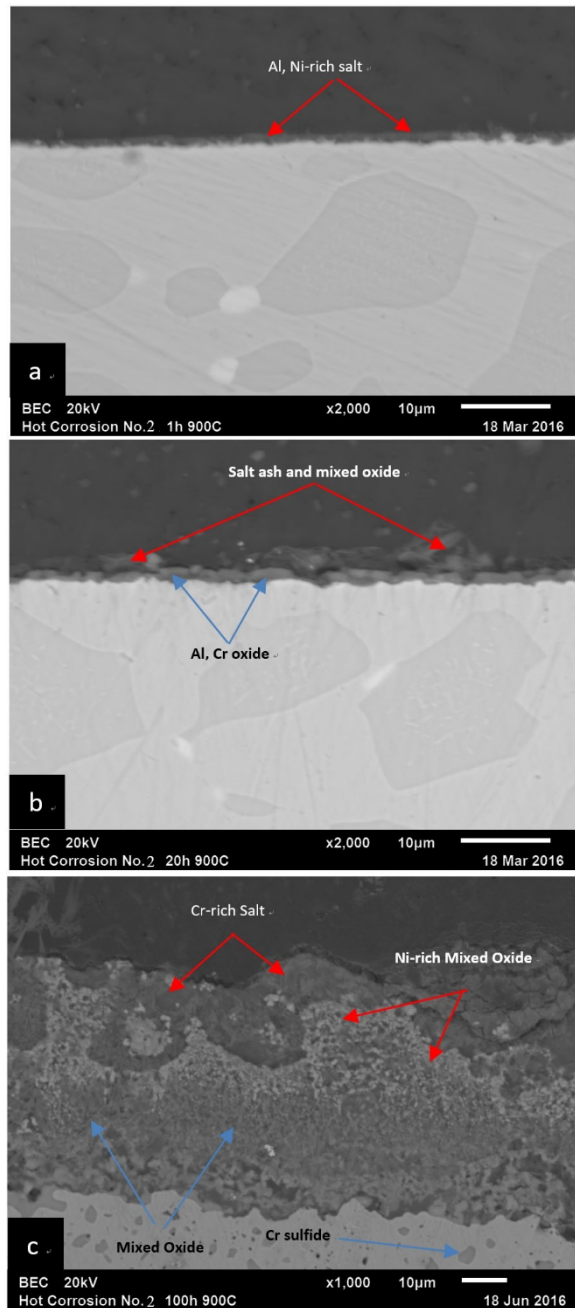 Al, Ni-rich salt
a
BEC 20kV x2,000 10µm
Hot Corrosion No.2 1h 900C 18 Mar 2016
Salt ash and mixed oxide
Al, Cr oxide
b
BEC 20kV x2,000 10µm
Hot Corrosion No.2 20h 900C 18 Mar 2016
Cr-rich Salt
Ni-rich Mixed Oxide
Mixed Oxide
Cr sulfide
c
BEC 20kV x1,000 10µm
Hot Corrosion No.2 100h 900C 18 Jun 2016